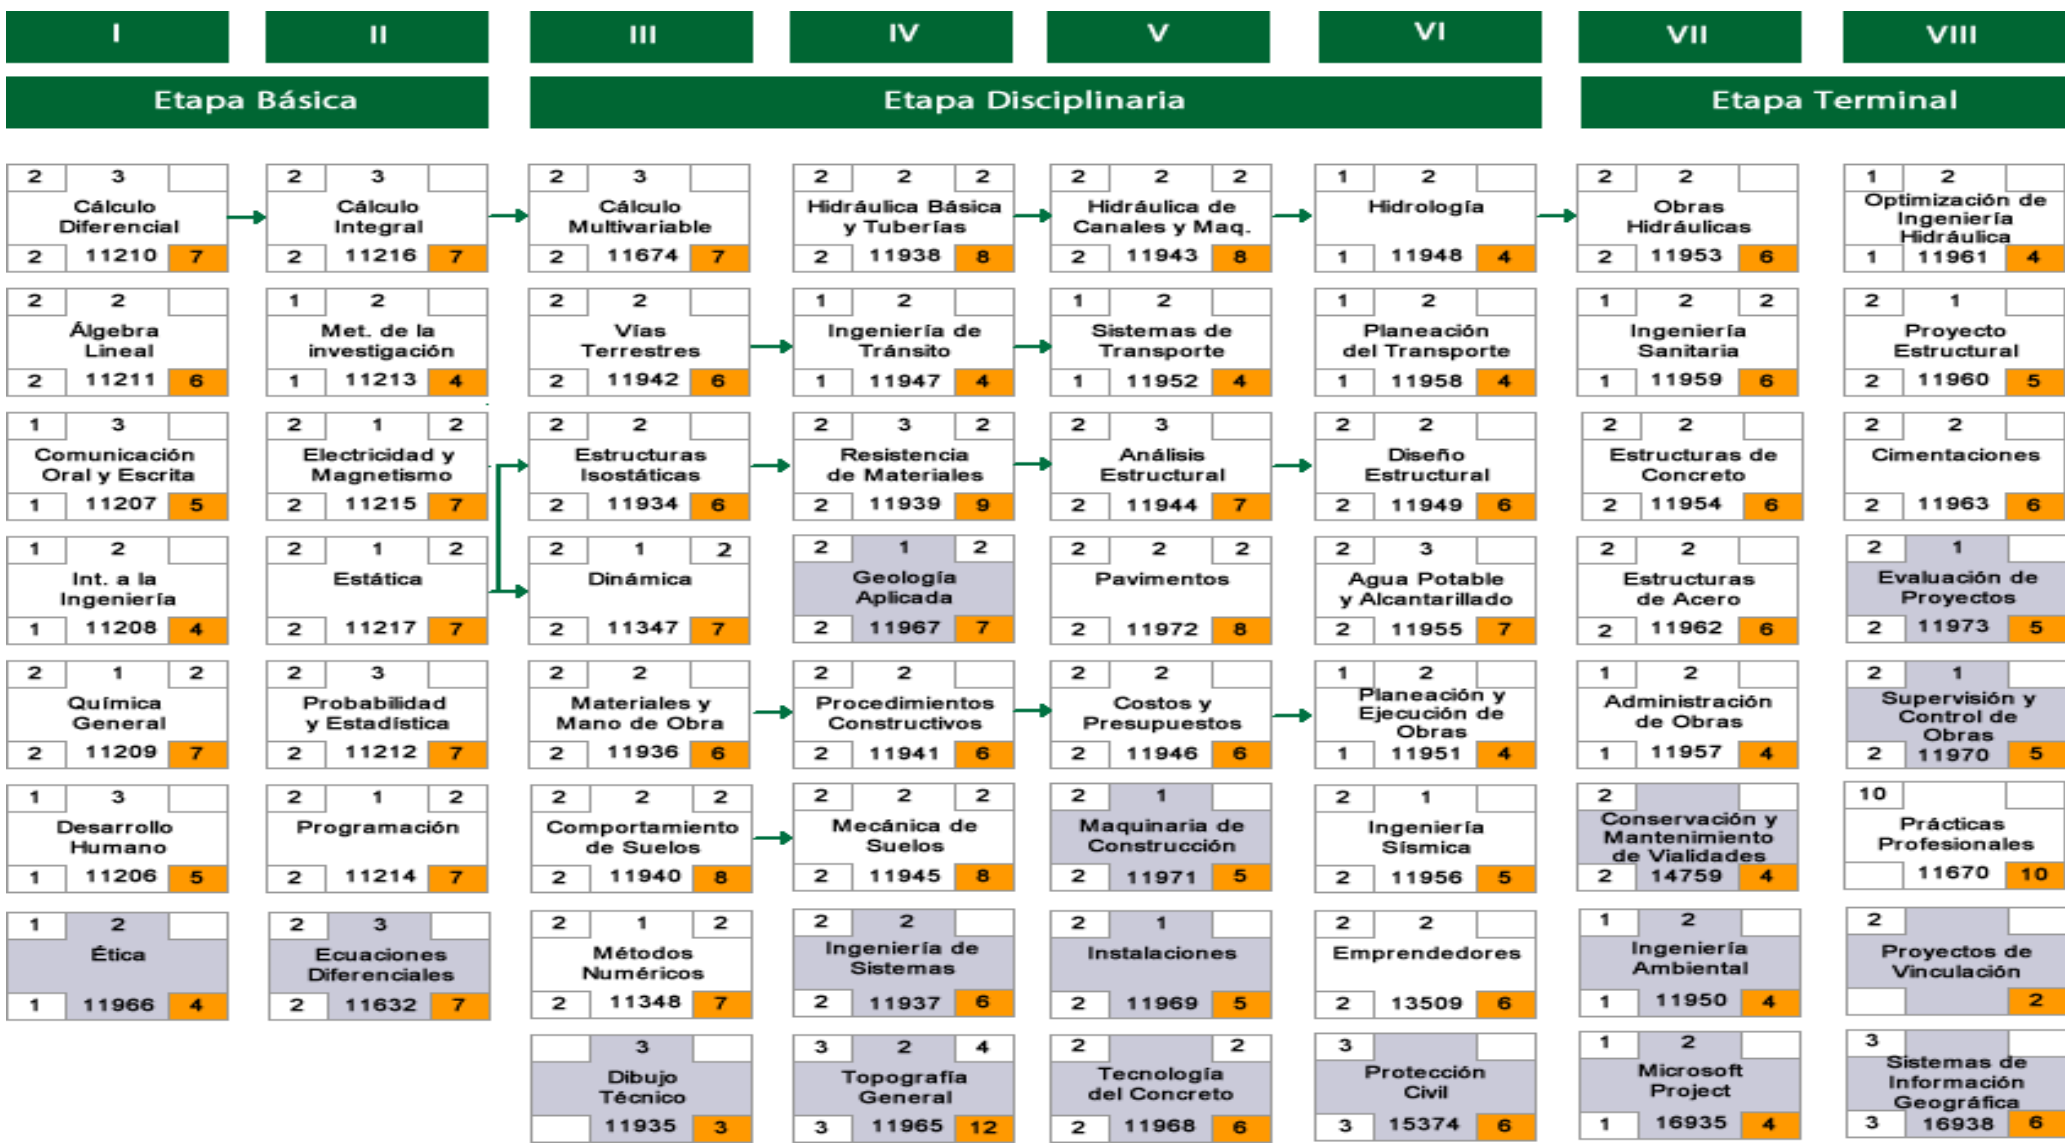 I II III IV V VI VII VIII
Etapa Básica Etapa Disciplinaria Etapa Terminal
2 3
Cálculo
Diferencial
2 11210 7
2 3
Cálculo
Integral
2 11216 7
2 3
Cálculo
Multivariable
2 11674 7
2 2 2
Hidráulica Básica
y Tuberías
2 11938 8
2 2 2
Hidráulica de
Canales y Maq.
2 11943 8
1 2
Hidrología
1 11948 4
2 2
Obras
Hidráulicas
2 11953 6
1 2
Optimización de
Ingeniería
Hidráulica
1 11961 4
2 2
Álgebra
Lineal
2 11211 6
1 2
Met. de la
investigación
1 11213 4
2 2
Vías
Terrestres
2 11942 6
1 2
Ingeniería de
Tránsito
1 11947 4
1 2
Sistemas de
Transporte
1 11952 4
1 2
Planeación
del Transporte
1 11958 4
1 2 2
Ingeniería
Sanitaria
1 11959 6
2 1
Proyecto
Estructural
2 11960 5
1 3
Comunicación
Oral y Escrita
1 11207 5
2 1 2
Electricidad y
Magnetismo
2 11215 7
2 2
Estructuras
Isostáticas
2 11934 6
2 3 2
Resistencia
de Materiales
2 11939 9
2 3
Análisis
Estructural
2 11944 7
2 2
Diseño
Estructural
2 11949 6
2 2
Estructuras de
Concreto
2 11954 6
2 2
Cimentaciones
2 11963 6
1 2
Int. a la
Ingeniería
1 11208 4
2 1 2
Estática
2 11217 7
2 1 2
Dinámica
2 11347 7
2 1 2
Geología
Aplicada
2 11967 7
2 2 2
Pavimentos
2 11972 8
2 3
Agua Potable
y Alcantarillado
2 11955 7
2 2
Estructuras
de Acero
2 11962 6
2 1
Evaluación de
Proyectos
2 11973 5
2 1 2
Química
General
2 11209 7
2 3
Probabilidad
y Estadística
2 11212 7
2 2
Materiales y
Mano de Obra
2 11936 6
2 2
Procedimientos
Constructivos
2 11941 6
2 2
Costos y
Presupuestos
2 11946 6
1 2
Planeación y
Ejecución de
Obras
1 11951 4
1 2
Administración
de Obras
1 11957 4
2 1
Supervisión y
Control de
Obras
2 11970 5
1 3
Desarrollo
Humano
1 11206 5
2 1 2
Programación
2 11214 7
2 2 2
Comportamiento
de Suelos
2 11940 8
2 2 2
Mecánica de
Suelos
2 11945 8
2 1
Maquinaria de
Construcción
2 11971 5
2 1
Ingeniería
Sísmica
2 11956 5
2
Conservación y
Mantenimiento
de Vialidades
2 14759 4
10
Prácticas
Profesionales
11670 10
1 2
Ética
1 11966 4
2 3
Ecuaciones
Diferenciales
2 11632 7
2 1 2
Métodos
Numéricos
2 11348 7
2 2
Ingeniería de
Sistemas
2 11937 6
2 1
Instalaciones
2 11969 5
2 2
Emprendedores
2 13509 6
1 2
Ingeniería
Ambiental
1 11950 4
2
Proyectos de
Vinculación
2
3
Dibujo
Técnico
11935 3
3 2 4
Topografía
General
3 11965 12
2 2
Tecnología
del Concreto
2 11968 6
3
Protección
Civil
3 15374 6
1 2
Microsoft
Project
1 16935 4
3
Sistemas de
Información
Geográfica
3 16938 6